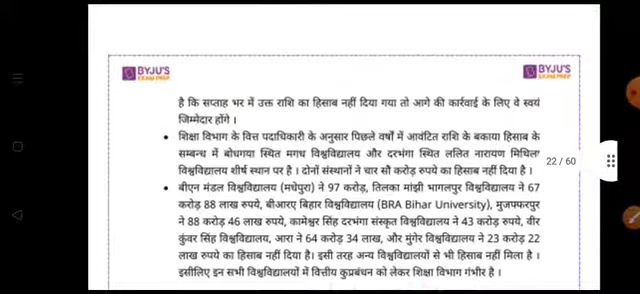 BYJU'S
EXAM PREP
BYJU'S
EXAM PREP
है कि सप्ताह भर में उक्त राशि का हिसाब नहीं दिया गया तो आगे की कार्रवाई के लिए वे स्वयं
जिम्मेदार होंगे ।
• शिक्षा विभाग के वित्त पदाधिकारी के अनुसार पिछले वर्षों में आवंटित राशि के बकाया हिसाब के
सम्बन्ध में बोधगया स्थित मगध विश्वविद्यालय और दरभंगा स्थित ललित नारायण मिथिल
22 / 60
विश्वविद्यालय शीर्ष स्थान पर है । दोनों संस्थानों ने चार सौ करोड़ रुपये का हिसाब नहीं दिया है ।
• बीएन मंडल विश्वविद्यालय (मधेपुरा) ने 97 करोड़, तिलका मांझी भागलपुर विश्वविद्यालय ने 67
करोड़ 88 लाख रुपये, बीआरए बिहार विश्वविद्यालय (BRA Bihar University), मुजफ्फरपुर
ने 88 करोड़ 46 लाख रुपये, कामेश्वर सिंह दरभंगा संस्कृत विश्वविद्यालय ने 43 करोड़ रुपये, वीर
कुंवर सिंह विश्वविद्यालय, आरा ने 64 करोड़ 34 लाख, और मुंगेर विश्वविद्यालय ने 23 करोड़ 22
लाख रुपये का हिसाब नहीं दिया है। इसी तरह अन्य विश्वविद्यालयों से भी हिसाब नहीं मिला है ।
इसीलिए इन सभी विश्वविद्यालयों में वित्तीय कुप्रबंधन को लेकर शिक्षा विभाग गंभीर है ।